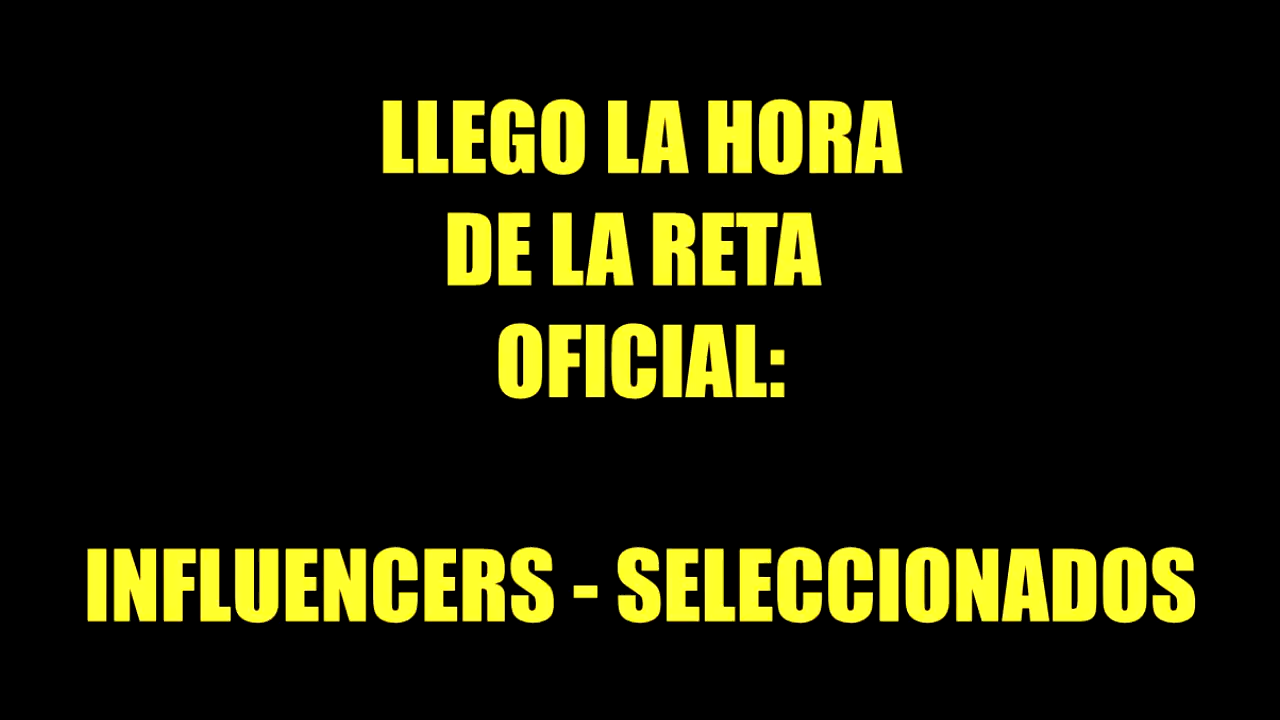 LLEGO LA HORA
DE LA RETA
OFICIAL:
INFLUENCERS - SELECCIONADOS